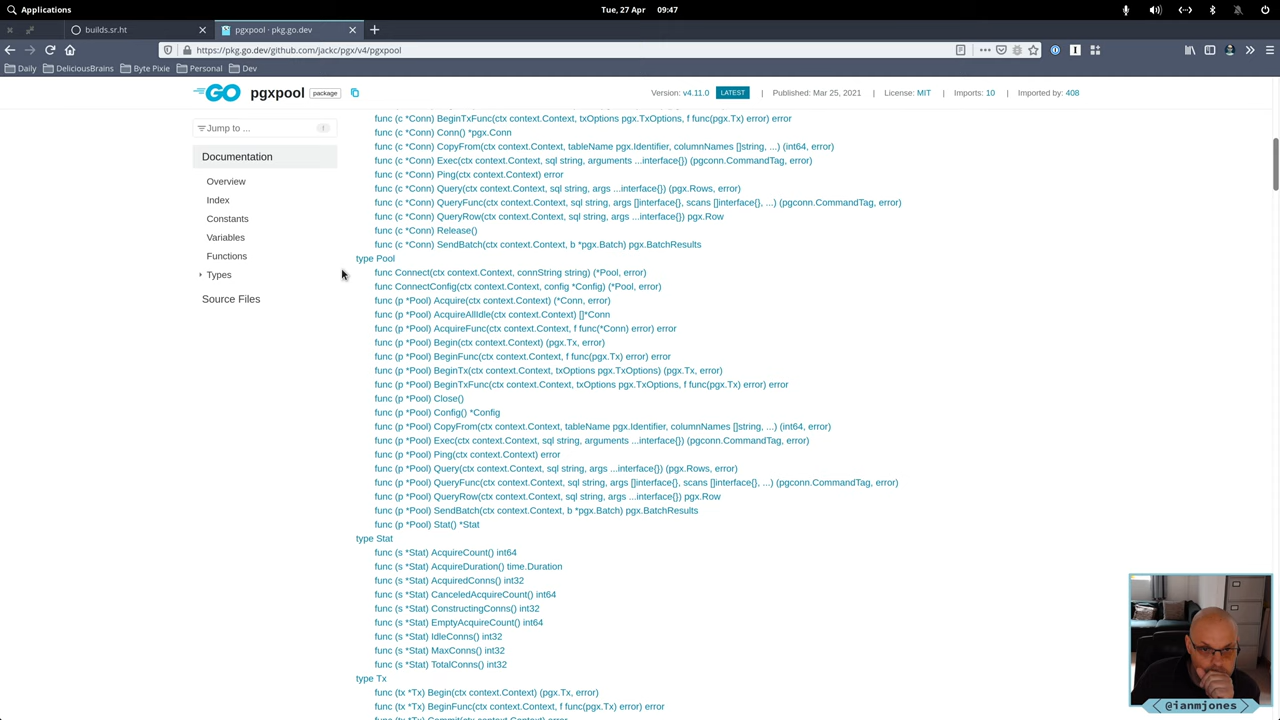 Applications
Tue, 27 Apr 09:47
builds.sr.ht
pgxpool · pkg.go.dev
https://pkg.go.dev/github.com/jackc/pgx/v4/pgxpool
Daily
DeliciousBrains
Byte Pixie
Personal
Dev
GO
pgxpool
package
Version: v4.11.0
LATEST
| Published: Mar 25, 2021
| License: MIT
| Imports: 10
| Imported by: 408
Jump to ...
Documentation
Overview
Index
Constants
Variables
Functions
Types
Source Files
func (c *Conn) BeginTxFunc(ctx context.Context, txOptions pgx.TxOptions, f func(pgx.Tx) error) error
func (c *Conn) Conn() *pgx.Conn
func (c *Conn) CopyFrom(ctx context.Context, tableName pgx.Identifier, columnNames []string, ...) (int64, error)
func (c *Conn) Exec(ctx context.Context, sql string, arguments ...interface{}) (pgconn.CommandTag, error)
func (c *Conn) Ping(ctx context.Context) error
func (c *Conn) Query(ctx context.Context, sql string, args ...interface{}) (pgx.Rows, error)
func (c *Conn) QueryFunc(ctx context.Context, sql string, args []interface{}, scans []interface{}, ...) (pgconn.CommandTag, error)
func (c *Conn) QueryRow(ctx context.Context, sql string, args ...interface{}) pgx.Row
func (c *Conn) Release()
func (c *Conn) SendBatch(ctx context.Context, b *pgx.Batch) pgx.BatchResults
type Pool
func Connect(ctx context.Context, connString string) (*Pool, error)
func ConnectConfig(ctx context.Context, config *Config) (*Pool, error)
func (p *Pool) Acquire(ctx context.Context) (*Conn, error)
func (p *Pool) AcquireAllIdle(ctx context.Context) []*Conn
func (p *Pool) AcquireFunc(ctx context.Context, f func(*Conn) error) error
func (p *Pool) Begin(ctx context.Context) (pgx.Tx, error)
func (p *Pool) BeginFunc(ctx context.Context, f func(pgx.Tx) error) error
func (p *Pool) BeginTx(ctx context.Context, txOptions pgx.TxOptions) (pgx.Tx, error)
func (p *Pool) BeginTxFunc(ctx context.Context, txOptions pgx.TxOptions, f func(pgx.Tx) error) error
func (p *Pool) Close()
func (p *Pool) Config() *Config
func (p *Pool) CopyFrom(ctx context.Context, tableName pgx.Identifier, columnNames []string, ...) (int64, error)
func (p *Pool) Exec(ctx context.Context, sql string, arguments ...interface{}) (pgconn.CommandTag, error)
func (p *Pool) Ping(ctx context.Context) error
func (p *Pool) Query(ctx context.Context, sql string, args ...interface{}) (pgx.Rows, error)
func (p *Pool) QueryFunc(ctx context.Context, sql string, args []interface{}, scans []interface{}, ...) (pgconn.CommandTag, error)
func (p *Pool) QueryRow(ctx context.Context, sql string, args ...interface{}) pgx.Row
func (p *Pool) SendBatch(ctx context.Context, b *pgx.Batch) pgx.BatchResults
func (p *Pool) Stat() *Stat
type Stat
func (s *Stat) AcquireCount() int64
func (s *Stat) AcquireDuration() time.Duration
func (s *Stat) AcquiredConns() int32
func (s *Stat) CanceledAcquireCount() int64
func (s *Stat) ConstructingConns() int32
func (s *Stat) EmptyAcquireCount() int64
func (s *Stat) IdleConns() int32
func (s *Stat) MaxConns() int32
func (s *Stat) TotalConns() int32
type Tx
func (tx *Tx) Begin(ctx context.Context) (pgx.Tx, error)
func (tx *Tx) BeginFunc(ctx context.Context, f func(pgx.Tx) error) error
func (tx *Tx) Commit(ctx context.Context) error
@ianmjones